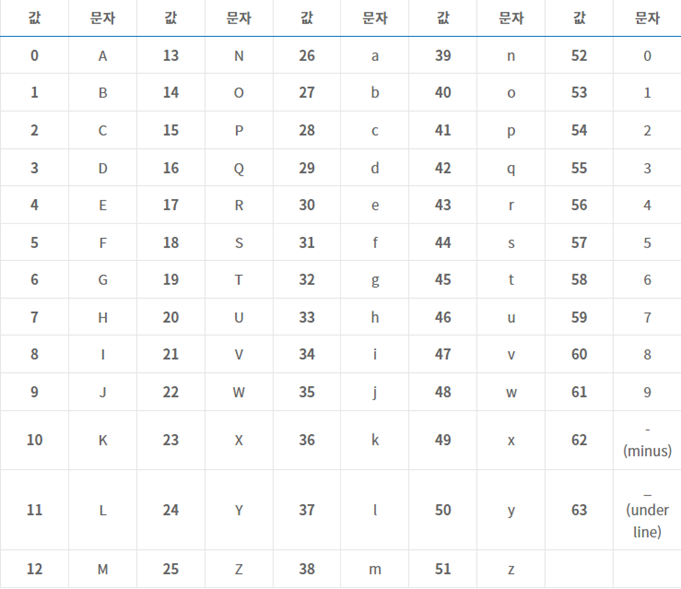 값 문자 값 문자 값 문자 값 문자 값 문자
0 A 13 N 26 a 39 n 52 0
1 B 14 O 27 b 40 o 53 1
2 C 15 P 28 c 41 p 54 2
3 D 16 Q 29 d 42 q 55 3
4 E 17 R 30 e 43 r 56 4
5 F 18 S 31 f 44 s 57 5
6 G 19 T 32 g 45 t 58 6
7 H 20 U 33 h 46 u 59 7
8 I 21 V 34 i 47 v 60 8
9 J 22 W 35 j 48 w 61 9
10 K 23 X 36 k 49 x 62 -
(minus)
11 L 24 Y 37 l 50 y 63 _
(under
line)
12 M 25 Z 38 m 51 z